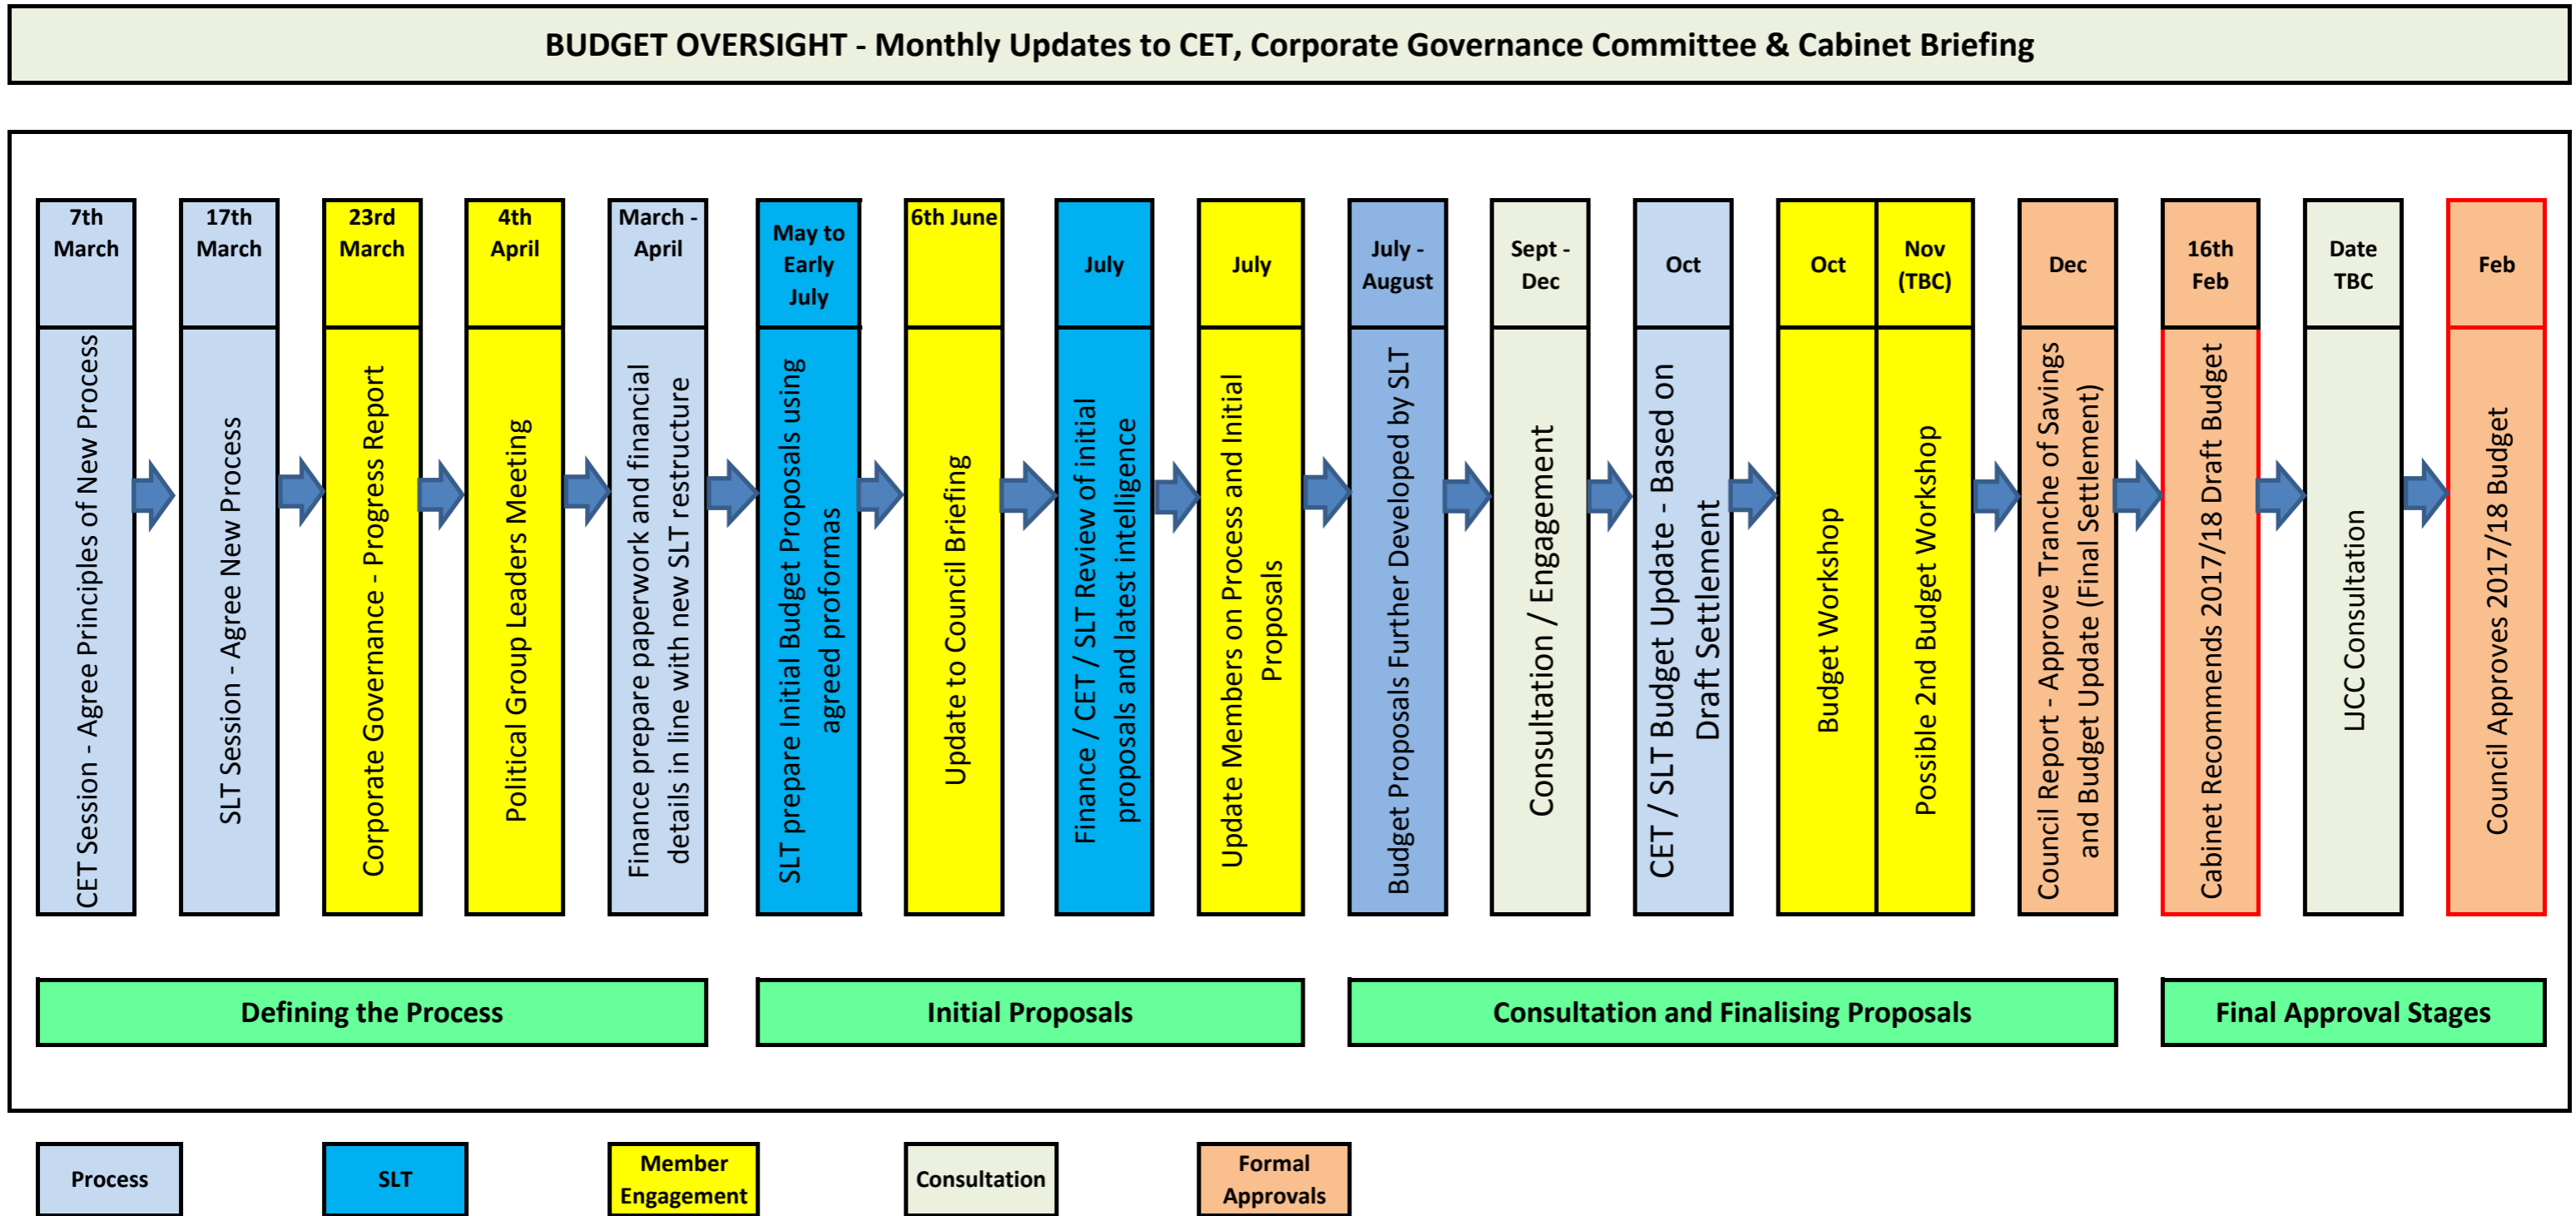 BUDGET OVERSIGHT - Monthly Updates to CET, Corporate Governance Committee & Cabinet Briefing
7th
March
CET Session - Agree Principles of New Process
17th
March
SLT Session - Agree New Process
23rd
March
Corporate Governance - Progress Report
4th
April
Political Group Leaders Meeting
March -
April
Finance prepare paperwork and financial
details in line with new SLT restructure
May to
Early
July
SLT prepare Initial Budget Proposals using
agreed proformas
6th June
Update to Council Briefing
July
Finance / CET / SLT Review of initial
proposals and latest intelligence
July
Update Members on Process and Initial
Proposals
July -
August
Budget Proposals Further Developed by SLT
Sept -
Dec
Consultation / Engagement
Oct
CET / SLT Budget Update - Based on
Draft Settlement
Oct
Budget Workshop
Nov
(TBC)
Possible 2nd Budget Workshop
Dec
Council Report - Approve Tranche of Savings
and Budget Update (Final Settlement)
16th
Feb
Cabinet Recommends 2017/18 Draft Budget
Date
TBC
LJCC Consultation
Feb
Council Approves 2017/18 Budget
Defining the Process
Initial Proposals
Consultation and Finalising Proposals
Final Approval Stages
Process
SLT
Member
Engagement
Consultation
Formal
Approvals